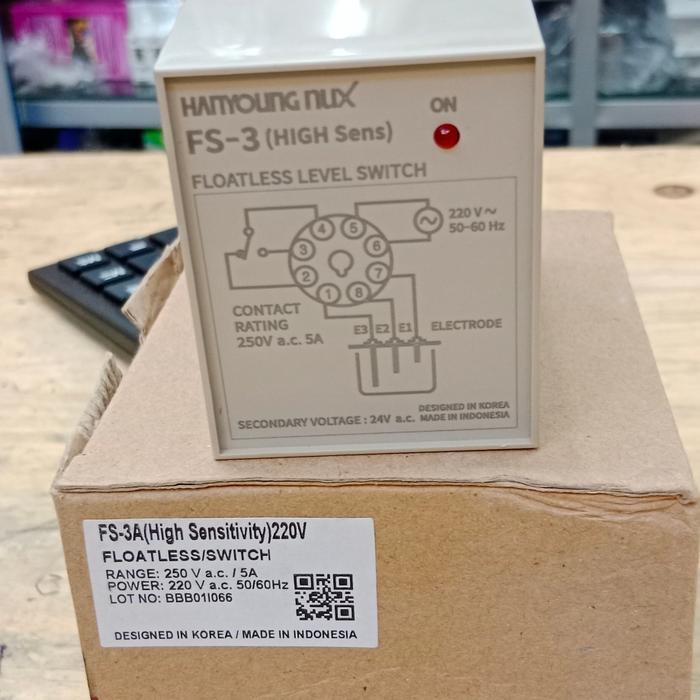 HANYOUNG nUX
ON
FS-3 (HIGH Sens)
FLOATLESS LEVEL SWITCH
4 5
220 V ~
50-60 Hz
3 6
2 7
1 8
CONTACT
RATING
250V a.c. 5A
E3 E2 E1 ELECTRODE
SECONDARY VOLTAGE : 24V a.c.
DESIGNED IN KOREA
MADE IN INDONESIA
FS-3A(High Sensitivity)220V
FLOATLESS/SWITCH
RANGE: 250 V a.c. / 5A
POWER: 220 V a.c. 50/60Hz
LOT NO: BBB01I066
DESIGNED IN KOREA / MADE IN INDONESIA